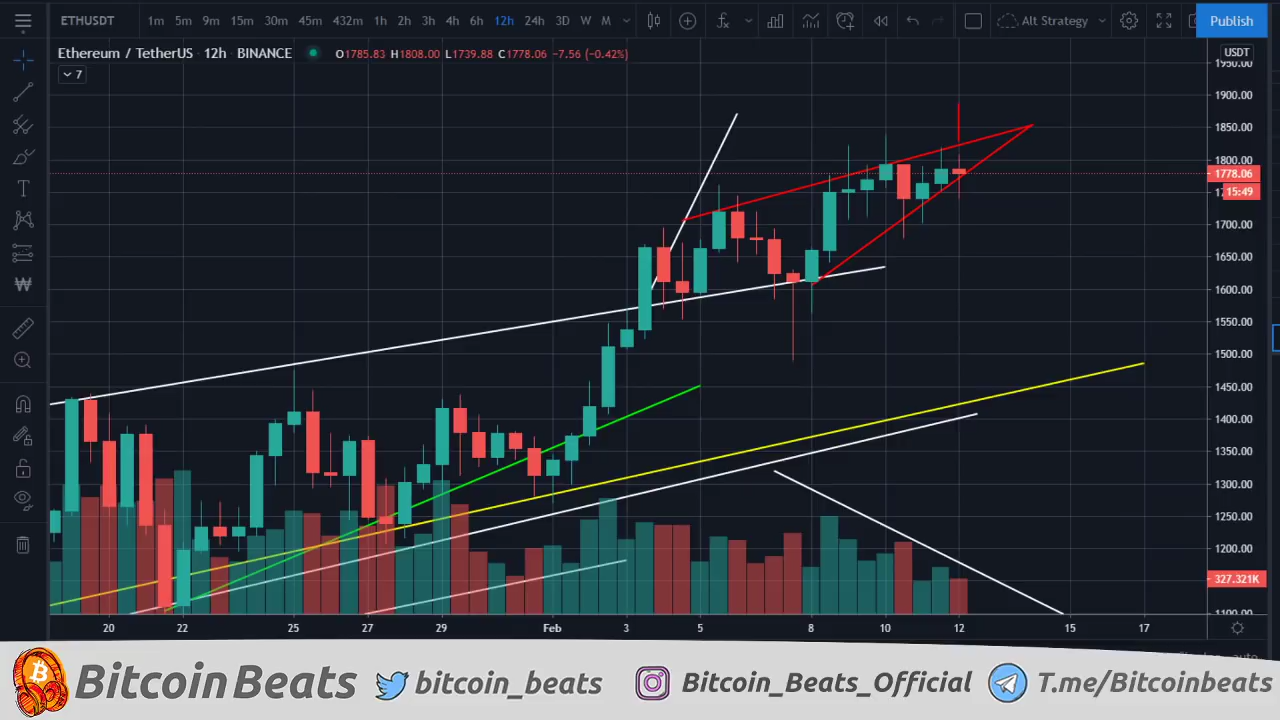 ETHUSDT 1m 5m 9m 15m 30m 45m 432m 1h 2h 3h 4h 6h 12h 24h 3D W M Alt Strategy Publish
Ethereum / TetherUS · 12h · BINANCE O1785.83 H1808.00 L1739.88 C1778.06 -7.56 (-0.42%)
7
USDT
1950.00
1900.00
1850.00
1800.00
1778.06
15:49
1700.00
1650.00
1600.00
1550.00
1500.00
1450.00
1400.00
1350.00
1300.00
1250.00
1200.00
327.321K
1100.00
20 22 25 27 29 Feb 3 5 8 10 12 15 17
auto
BitcoinBeats bitcoin_beats Bitcoin_Beats_Official T.me/Bitcoinbeats